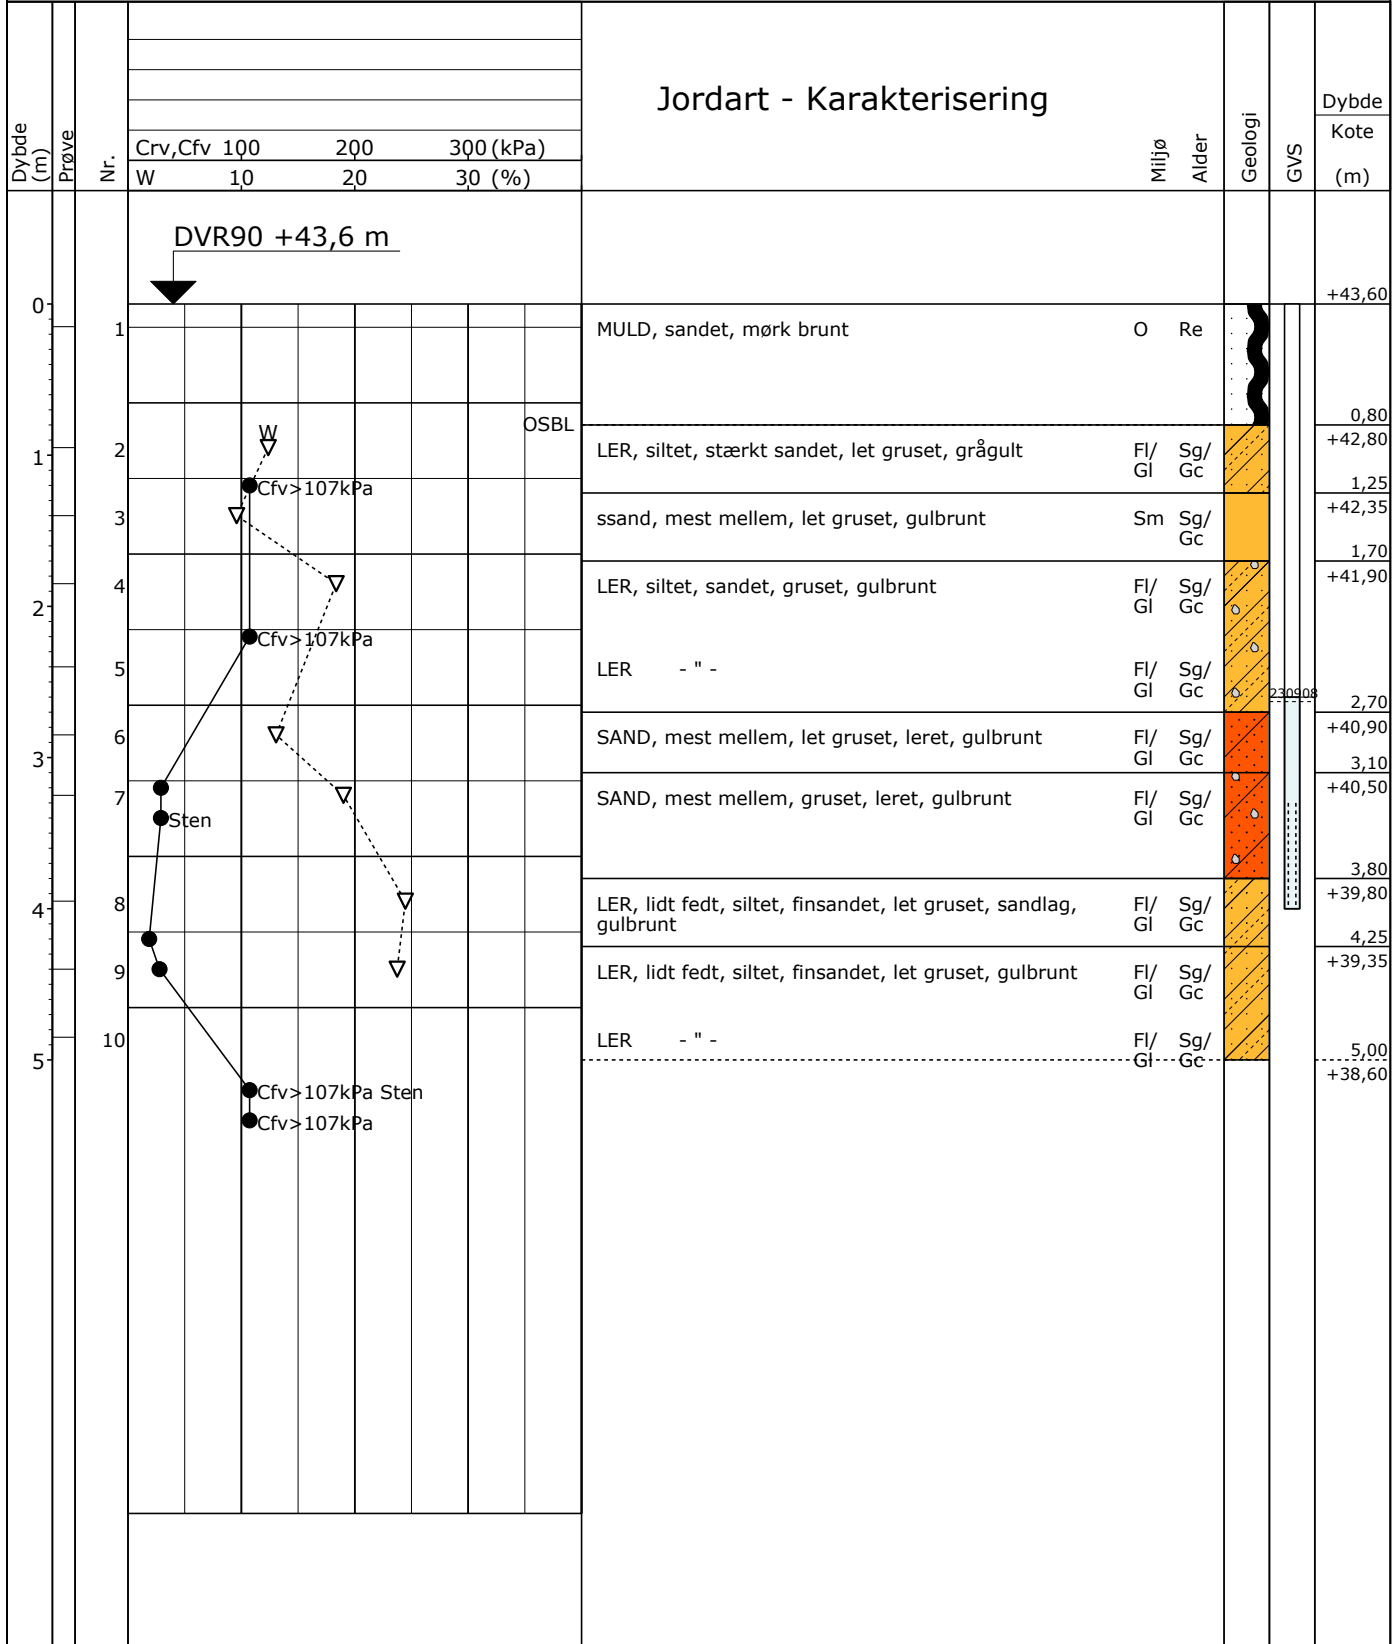 Jordart - Karakterisering
Dybde (m)
Prøve
Nr.
Crv,Cfv 100 200 300 (kPa)
W 10 20 30 (%)
Miljø
Alder
Geologi
GVS
Dybde
Kote
(m)
DVR90 +43,6 m
0
+43,60
1 MULD, sandet, mørk brunt O Re
0,80
OSBL
W
+42,80
2 LER, siltet, stærkt sandet, let gruset, grågult Fl/ Sg/
Gl Gc
1
1,25
Cfv>107kPa
+42,35
3 ssand, mest mellem, let gruset, gulbrunt Sm Sg/
Gc
1,70
+41,90
4 LER, siltet, sandet, gruset, gulbrunt Fl/ Sg/
Gl Gc
2
Cfv>107kPa
5 LER - " - Fl/ Sg/
Gl Gc
230908
2,70
+40,90
6 SAND, mest mellem, let gruset, leret, gulbrunt Fl/ Sg/
Gl Gc
3
3,10
+40,50
7 SAND, mest mellem, gruset, leret, gulbrunt Fl/ Sg/
Gl Gc
Sten
3,80
+39,80
8 LER, lidt fedt, siltet, finsandet, let gruset, sandlag, Fl/ Sg/
gulbrunt Gl Gc
4
4,25
+39,35
9 LER, lidt fedt, siltet, finsandet, let gruset, gulbrunt Fl/ Sg/
Gl Gc
10 LER - " - Fl/ Sg/
Gl Gc
5
5,00
+38,60
Cfv>107kPa Sten
Cfv>107kPa